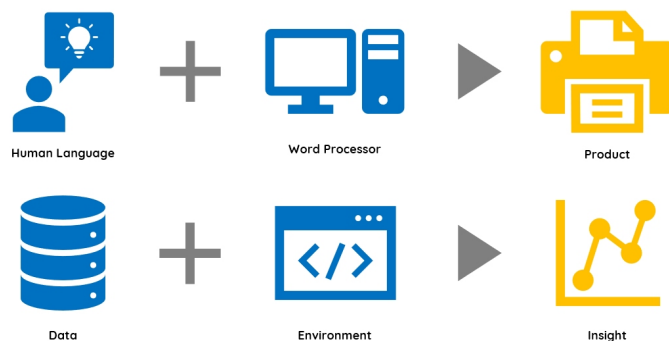 Human Language
Word Processor
Product
</>
Data
Environment
Insight